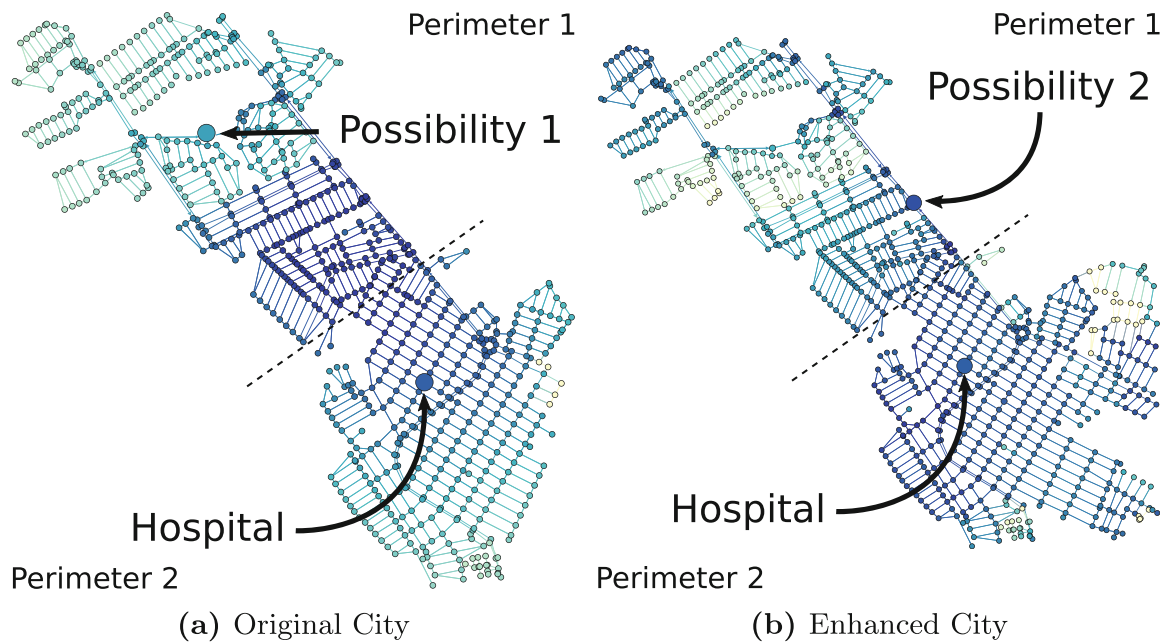 Perimeter 1
Possibility 1
Hospital
Perimeter 2
(a) Original City
Perimeter 1
Possibility 2
Hospital
Perimeter 2
(b) Enhanced City